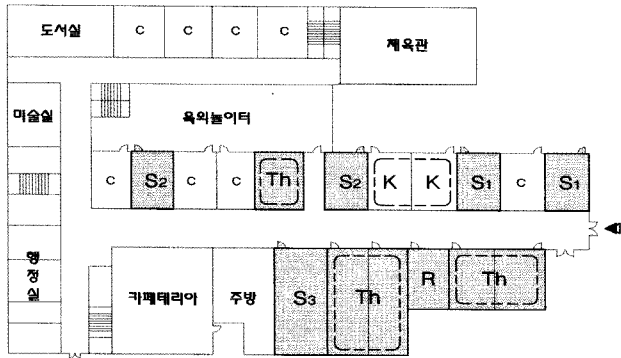 도서실 C C C C 체육관
미술실 옥외놀이터
C S2 C C Th S2 K K S1 C S1
행정실
카페테리아 주방 S3 Th R Th